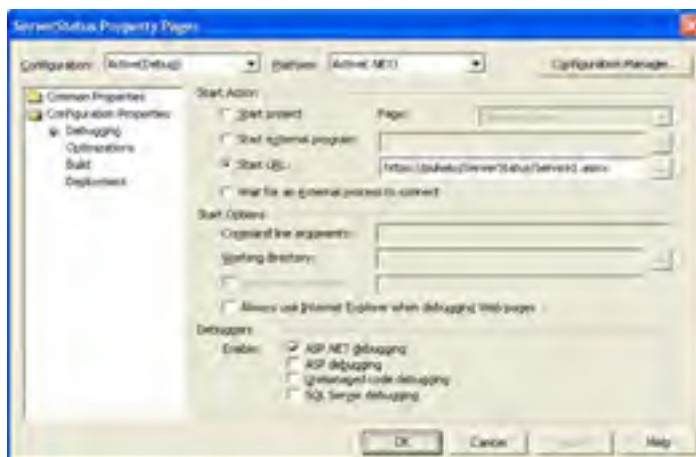 ServerStatus Property Pages
Configuration: Active(Debug) Platform: Active(.NET) Configuration Manager...
Common Properties
Configuration Properties
Debugging
Optimizations
Build
Deployment
Start Action
Start project Page:
Start external program:
Start URL:
Wait for an external process to connect
Start Options
Command line arguments:
Working directory:
Always use Internet Explorer when debugging Web pages
Debuggers
Enable: ASP.NET debugging
ASP debugging
Unmanaged code debugging
SQL Server debugging
OK Cancel Help